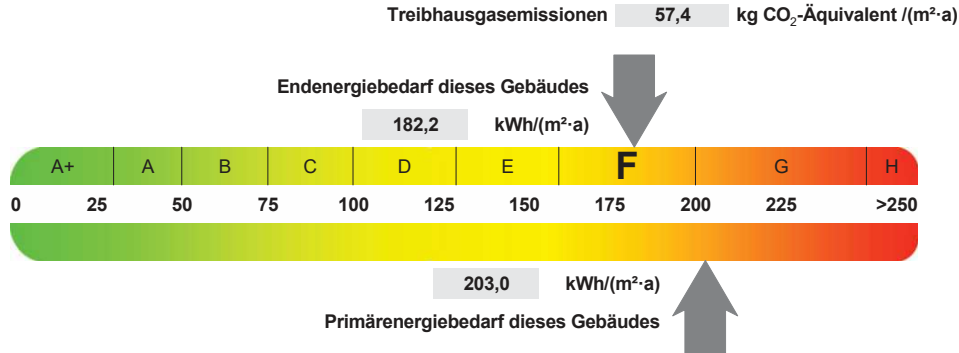 Treibhausgasemissionen 57,4 kg CO₂-Äquivalent /(m²·a)
Endenergiebedarf dieses Gebäudes
182,2 kWh/(m²·a)
A+ A B C D E F G H
0 25 50 75 100 125 150 175 200 225 >250
203,0 kWh/(m²·a)
Primärenergiebedarf dieses Gebäudes